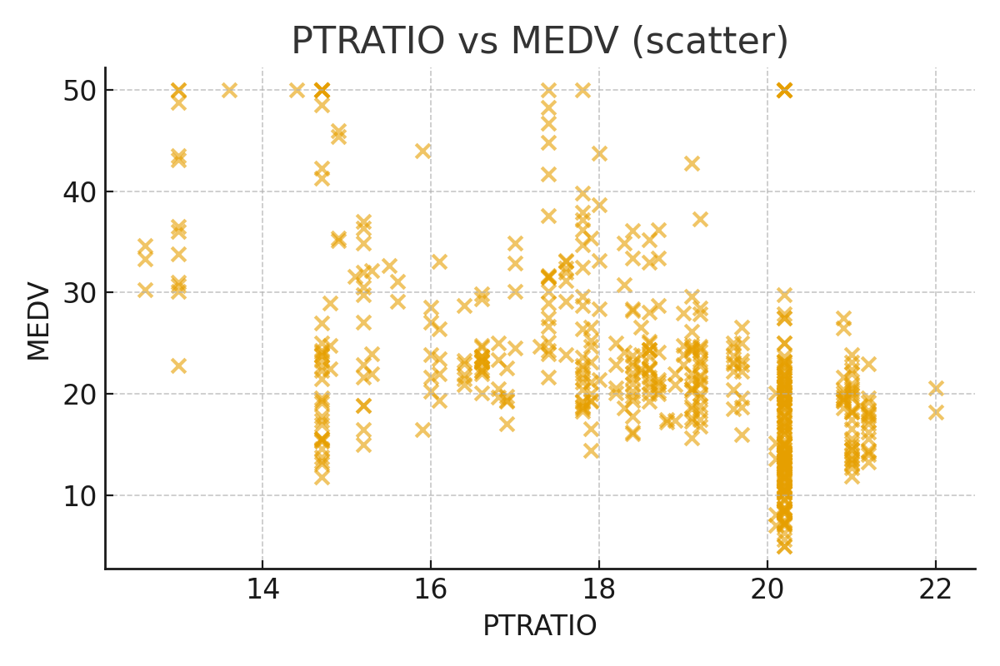 PTRATIO vs MEDV (scatter)
50
40
30
20
10
MEDV
14 16 18 20 22
PTRATIO